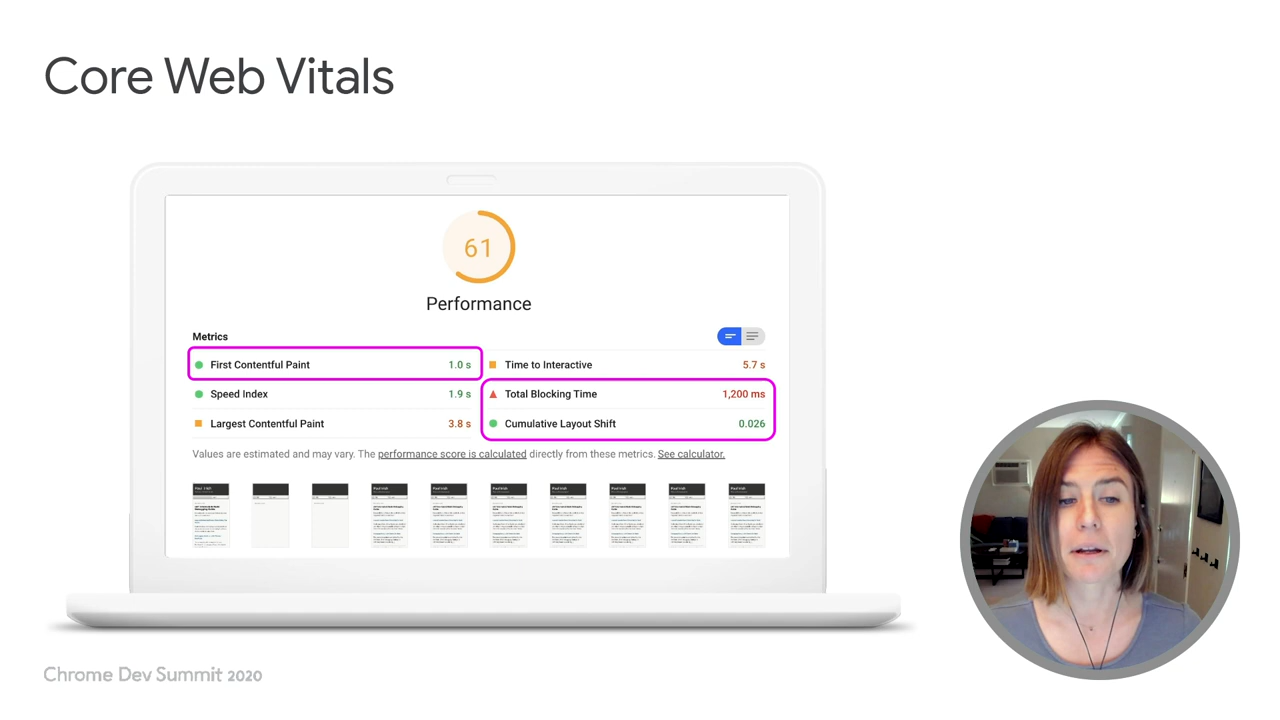 Core Web Vitals
61
Performance
Metrics
First Contentful Paint 1.0 s
Time to Interactive 5.7 s
Speed Index 1.9 s
Total Blocking Time 1,200 ms
Largest Contentful Paint 3.8 s
Cumulative Layout Shift 0.026
Values are estimated and may vary. The performance score is calculated directly from these metrics. See calculator.
Chrome Dev Summit 2020